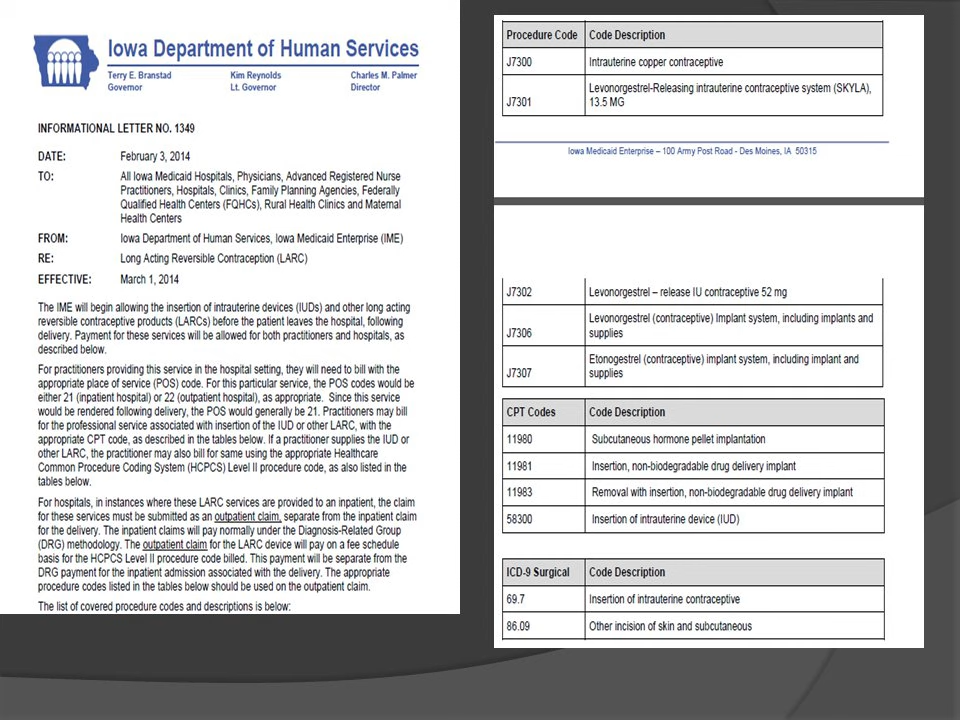 Iowa Department of Human Services
Terry E. Branstad
Governor
Kim Reynolds
Lt. Governor
Charles M. Palmer
Director
INFORMATIONAL LETTER NO. 1349
DATE: February 3, 2014
TO: All Iowa Medicaid Hospitals, Physicians, Advanced Registered Nurse
Practitioners, Hospitals, Clinics, Family Planning Agencies, Federally
Qualified Health Centers (FQHCs), Rural Health Clinics and Maternal
Health Centers
FROM: Iowa Department of Human Services, Iowa Medicaid Enterprise (IME)
RE: Long Acting Reversible Contraception (LARC)
EFFECTIVE: March 1, 2014
The IME will begin allowing the insertion of intrauterine devices (IUDs) and other long acting
reversible contraceptive products (LARCs) before the patient leaves the hospital, following
delivery. Payment for these services will be allowed for both practitioners and hospitals, as
described below.
For practitioners providing this service in the hospital setting, they will need to bill with the
appropriate place of service (POS) code. For this particular service, the POS codes would be
either 21 (inpatient hospital) or 22 (outpatient hospital), as appropriate. Since this service
would be rendered following delivery, the POS would generally be 21. Practitioners may bill
for the professional service associated with insertion of the IUD or other LARC, with the
appropriate CPT code, as described in the tables below. If a practitioner supplies the IUD or
other LARC, the practitioner may also bill for same using the appropriate Healthcare
Common Procedure Coding System (HCPCS) Level II procedure code, as also listed in the
tables below.
For hospitals, in instances where these LARC services are provided to an inpatient, the claim
for these services must be submitted as an outpatient claim, separate from the inpatient claim
for the delivery. The inpatient claims will pay normally under the Diagnosis-Related Group
(DRG) methodology. The outpatient claim for the LARC device will pay on a fee schedule
basis for the HCPCS Level II procedure code billed. This payment will be separate from the
DRG payment for the inpatient admission associated with the delivery. The appropriate
procedure codes listed in the tables below should be used on the outpatient claim.
The list of covered procedure codes and descriptions is below:
Procedure Code Code Description
J7300 Intrauterine copper contraceptive
J7301 Levonorgestrel-Releasing intrauterine contraceptive system (SKYLA),
13.5 MG
Iowa Medicaid Enterprise – 100 Army Post Road - Des Moines, IA 50315
J7302 Levonorgestrel – release IU contraceptive 52 mg
J7306 Levonorgestrel (contraceptive) Implant system, including implants and
supplies
J7307 Etonogestrel (contraceptive) implant system, including implant and
supplies
CPT Codes Code Description
11980 Subcutaneous hormone pellet implantation
11981 Insertion, non-biodegradable drug delivery implant
11983 Removal with insertion, non-biodegradable drug delivery implant
58300 Insertion of intrauterine device (IUD)
ICD-9 Surgical Code Description
69.7 Insertion of intrauterine contraceptive
86.09 Other incision of skin and subcutaneous